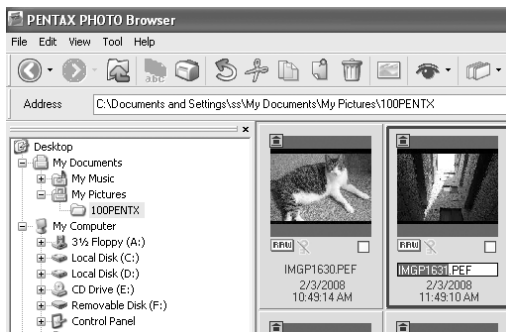 PENTAX PHOTO Browser
File Edit View Tool Help
abc
Address C:\Documents and Settings\ss\My Documents\My Pictures\100PENTX
Desktop
My Documents
My Music
My Pictures
100PENTX
My Computer
3½ Floppy (A:)
Local Disk (C:)
Local Disk (D:)
CD Drive (E:)
Removable Disk (F:)
Control Panel
RAW
IMGP1630.PEF
2/3/2008
10:49:14 AM
RAW
IMGP1631.PEF
2/3/2008
11:49:10 AM